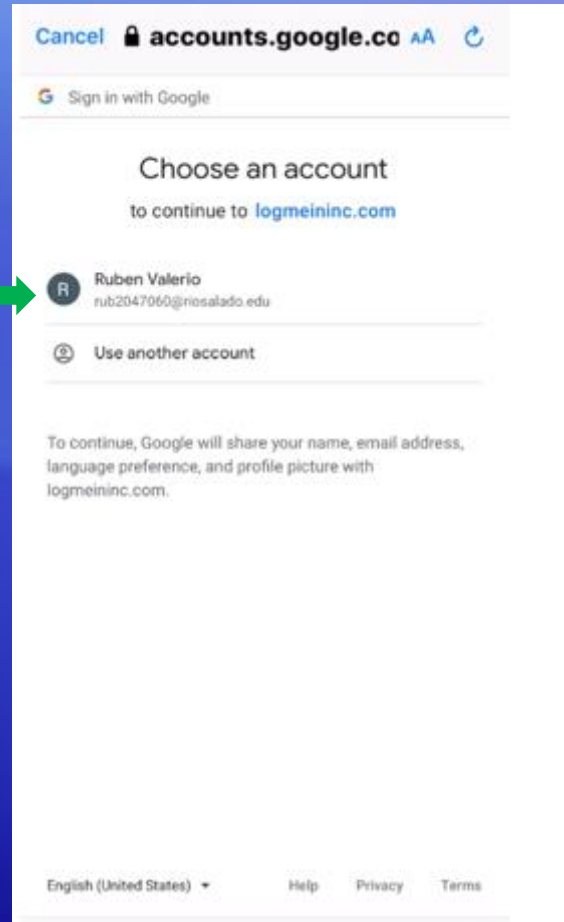 Cancel accounts.google.co AA
G Sign in with Google
Choose an account
to continue to logmeininc.com
R Ruben Valerio
rub2047060@riosalado.edu
Use another account
To continue, Google will share your name, email address,
language preference, and profile picture with
logmeininc.com.
English (United States) Help Privacy Terms